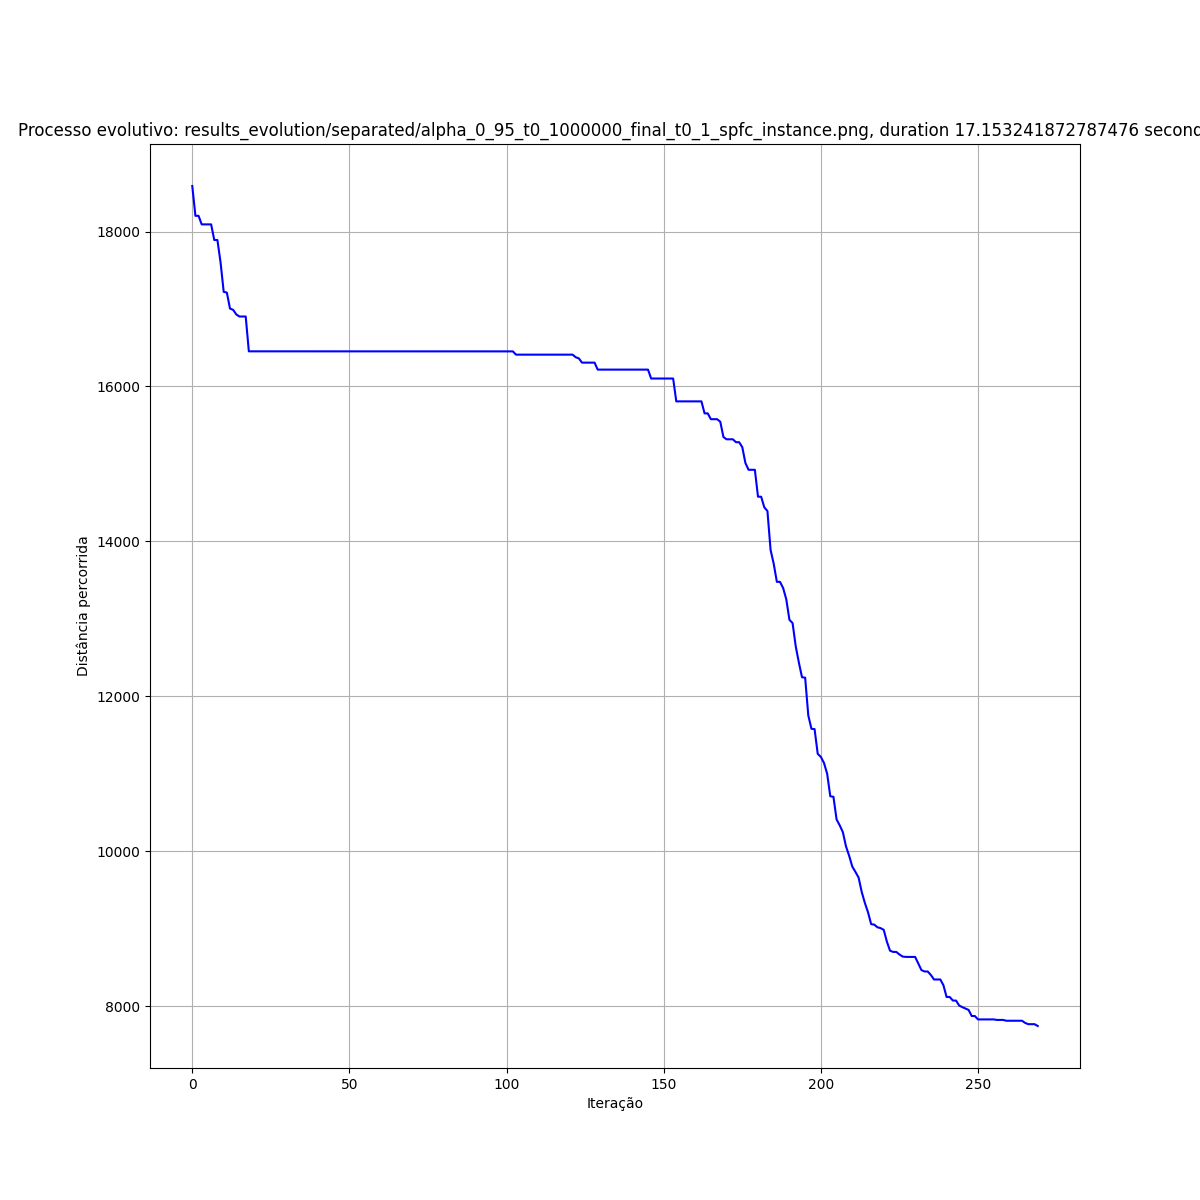 Processo evolutivo: results_evolution/separated/alpha_0_95_t0_1000000_final_t0_1_spfc_instance.png, duration 17.153241872787476 second
18000
16000
14000
12000
10000
8000
Distância percorrida
0 50 100 150 200 250
Iteração